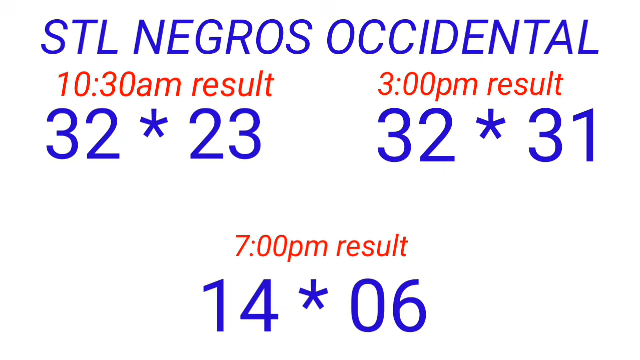 STL NEGROS OCCIDENTAL
10:30am result
32 * 23
3:00pm result
32 * 31
7:00pm result
14 * 06